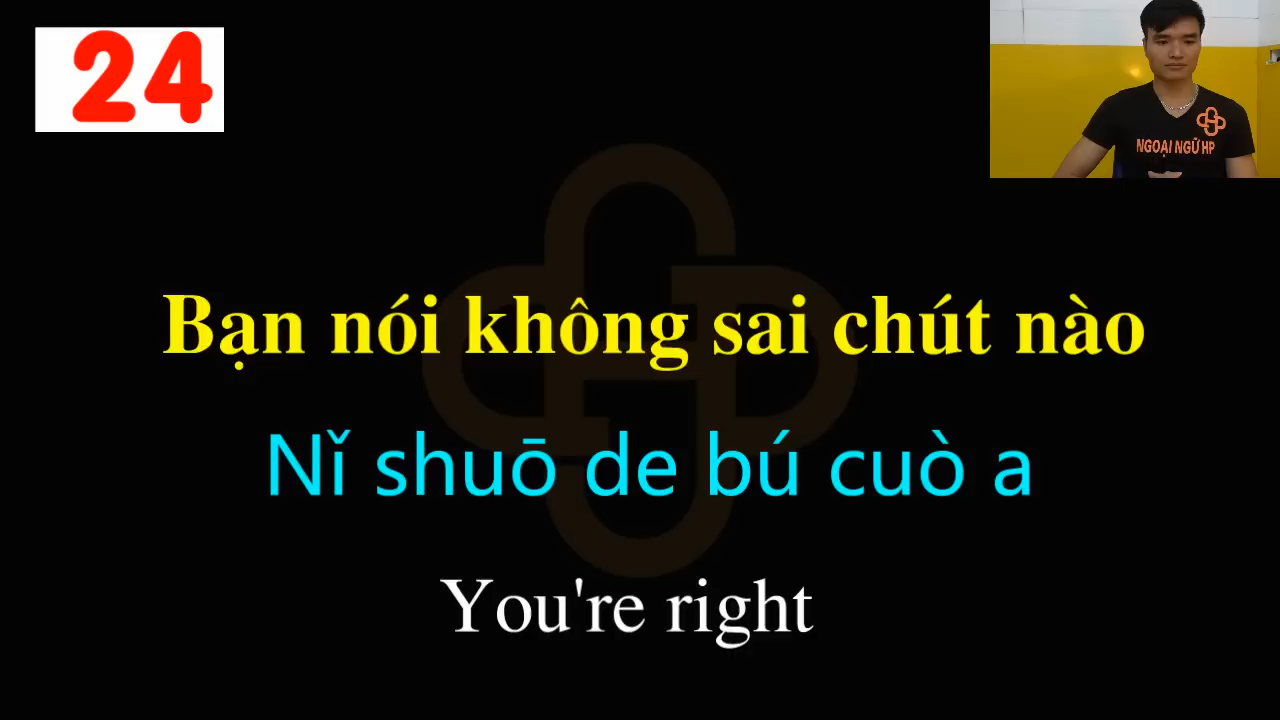 24
NGOẠI NGỮ HP
Bạn nói không sai chút nào
Nǐ shuō de bú cuò a
You're right